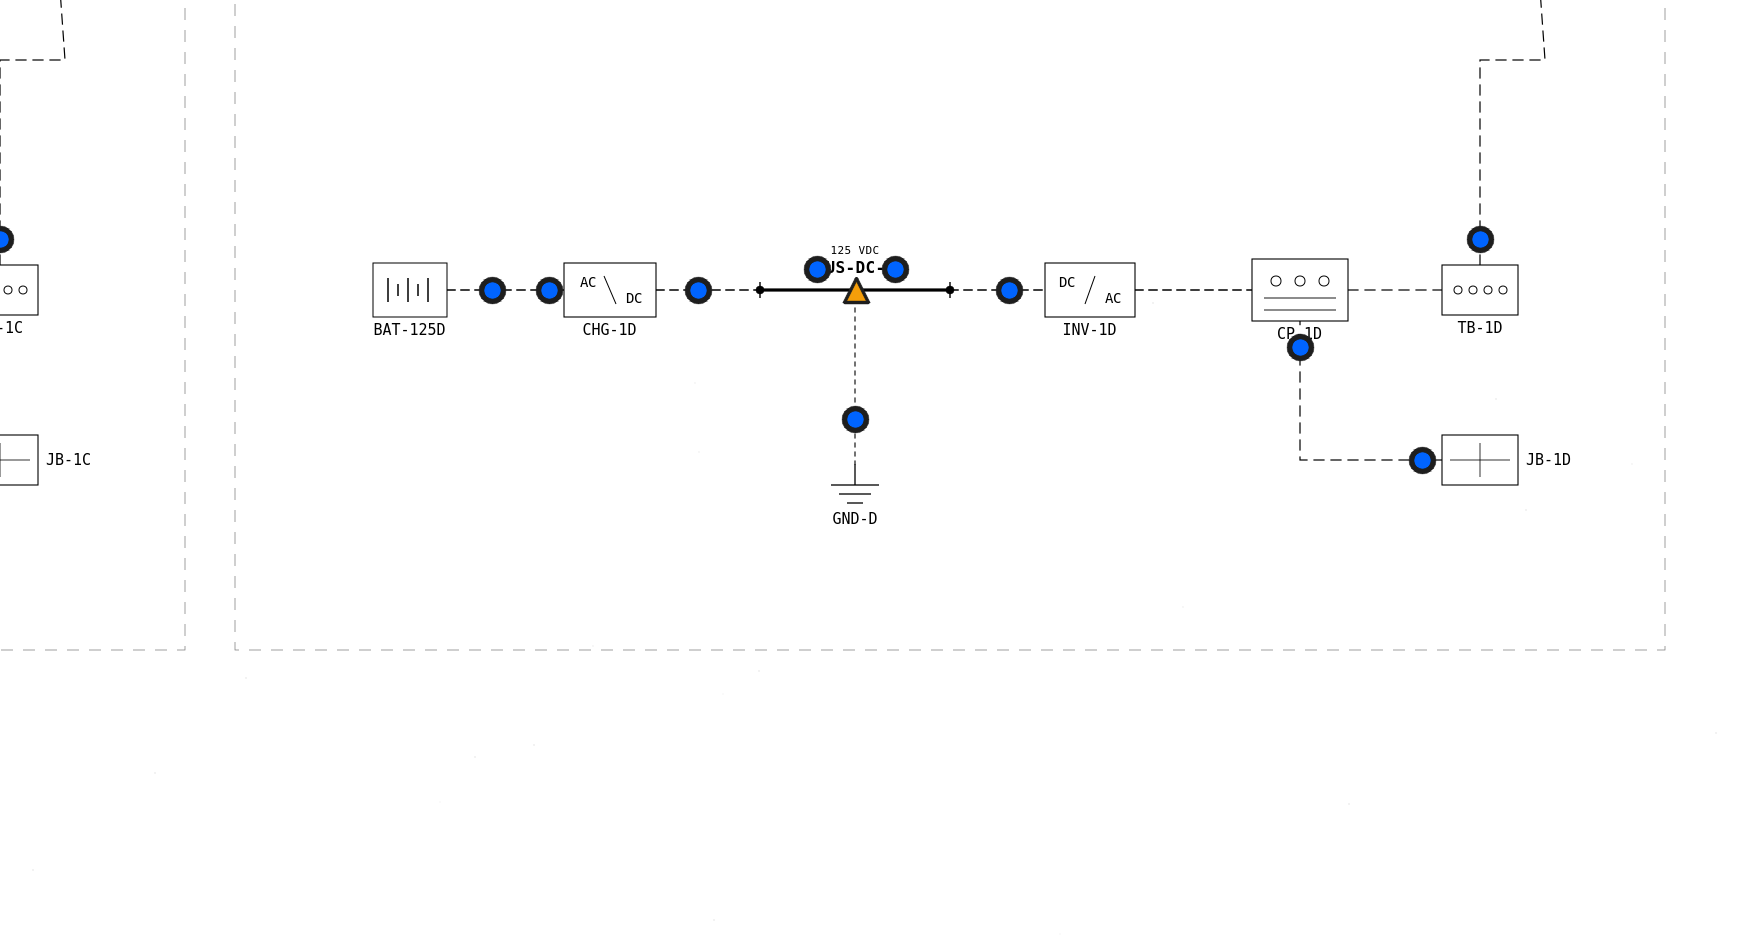 125 VDC
AC
DC
DC
AC
BAT-125D
CHG-1D
INV-1D
TB-1D
-1C
JB-1C
JB-1D
GND-D